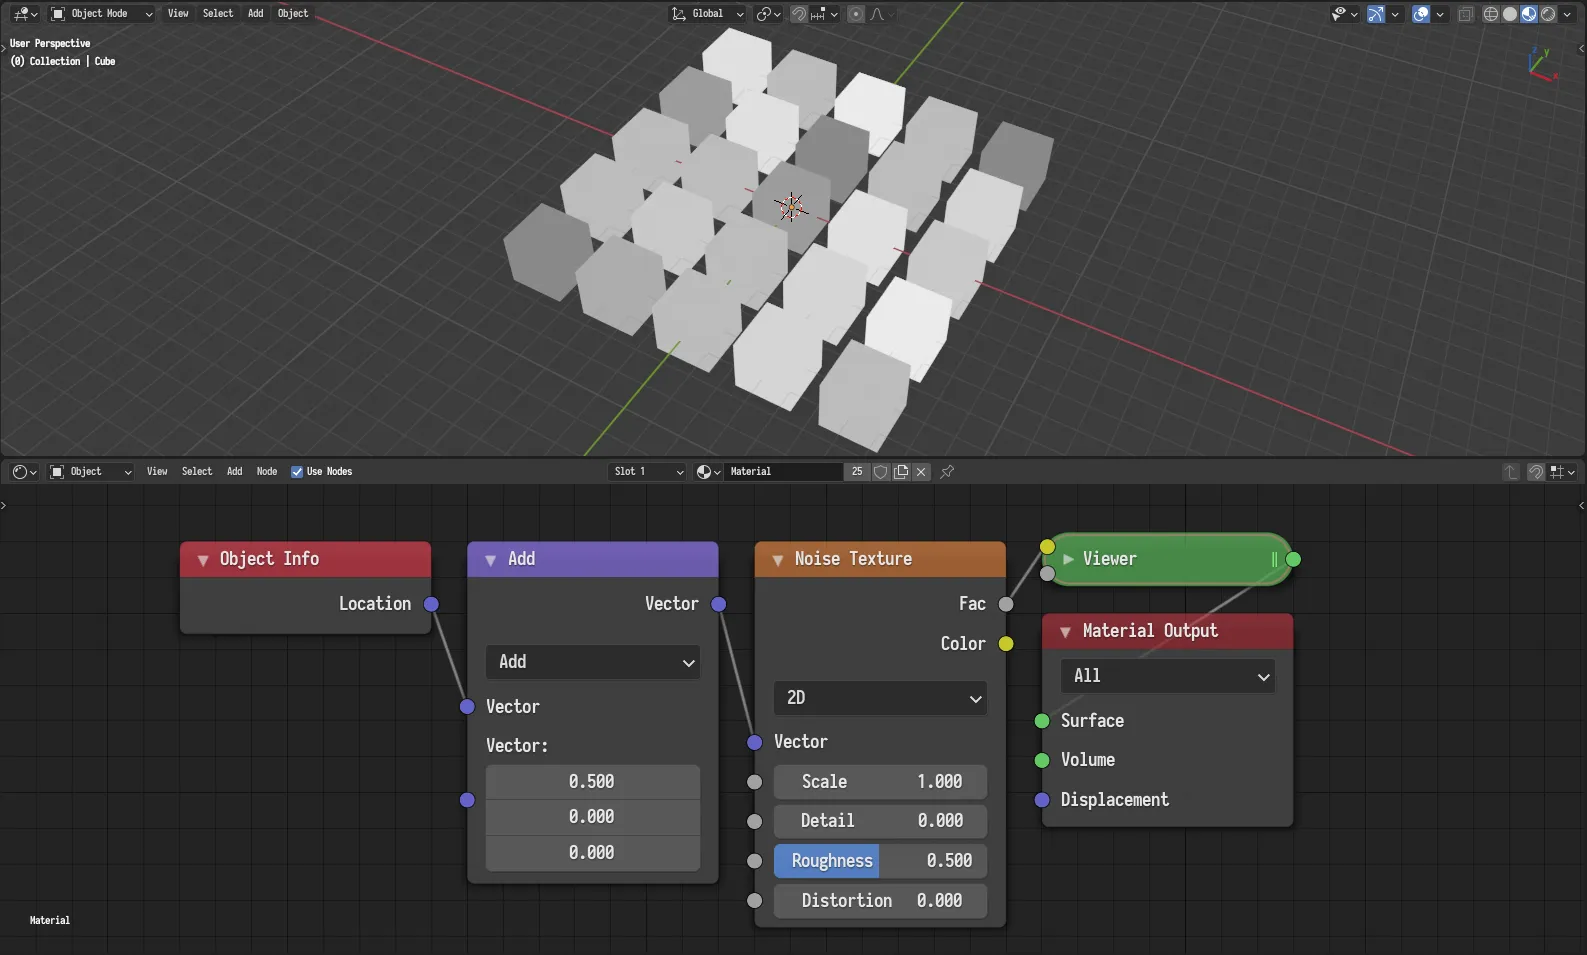 Object Mode View Select Add Object Global
User Perspective
(0) Collection | Cube
z
y
x
Object View Select Add Node Use Nodes Slot 1 Material 25
Object Info
Location
Add
Vector
Add
Vector
Vector:
0.500
0.000
0.000
Noise Texture
Fac
Color
2D
Vector
Scale 1.000
Detail 0.000
Roughness 0.500
Distortion 0.000
Viewer
Material Output
All
Surface
Volume
Displacement
Material